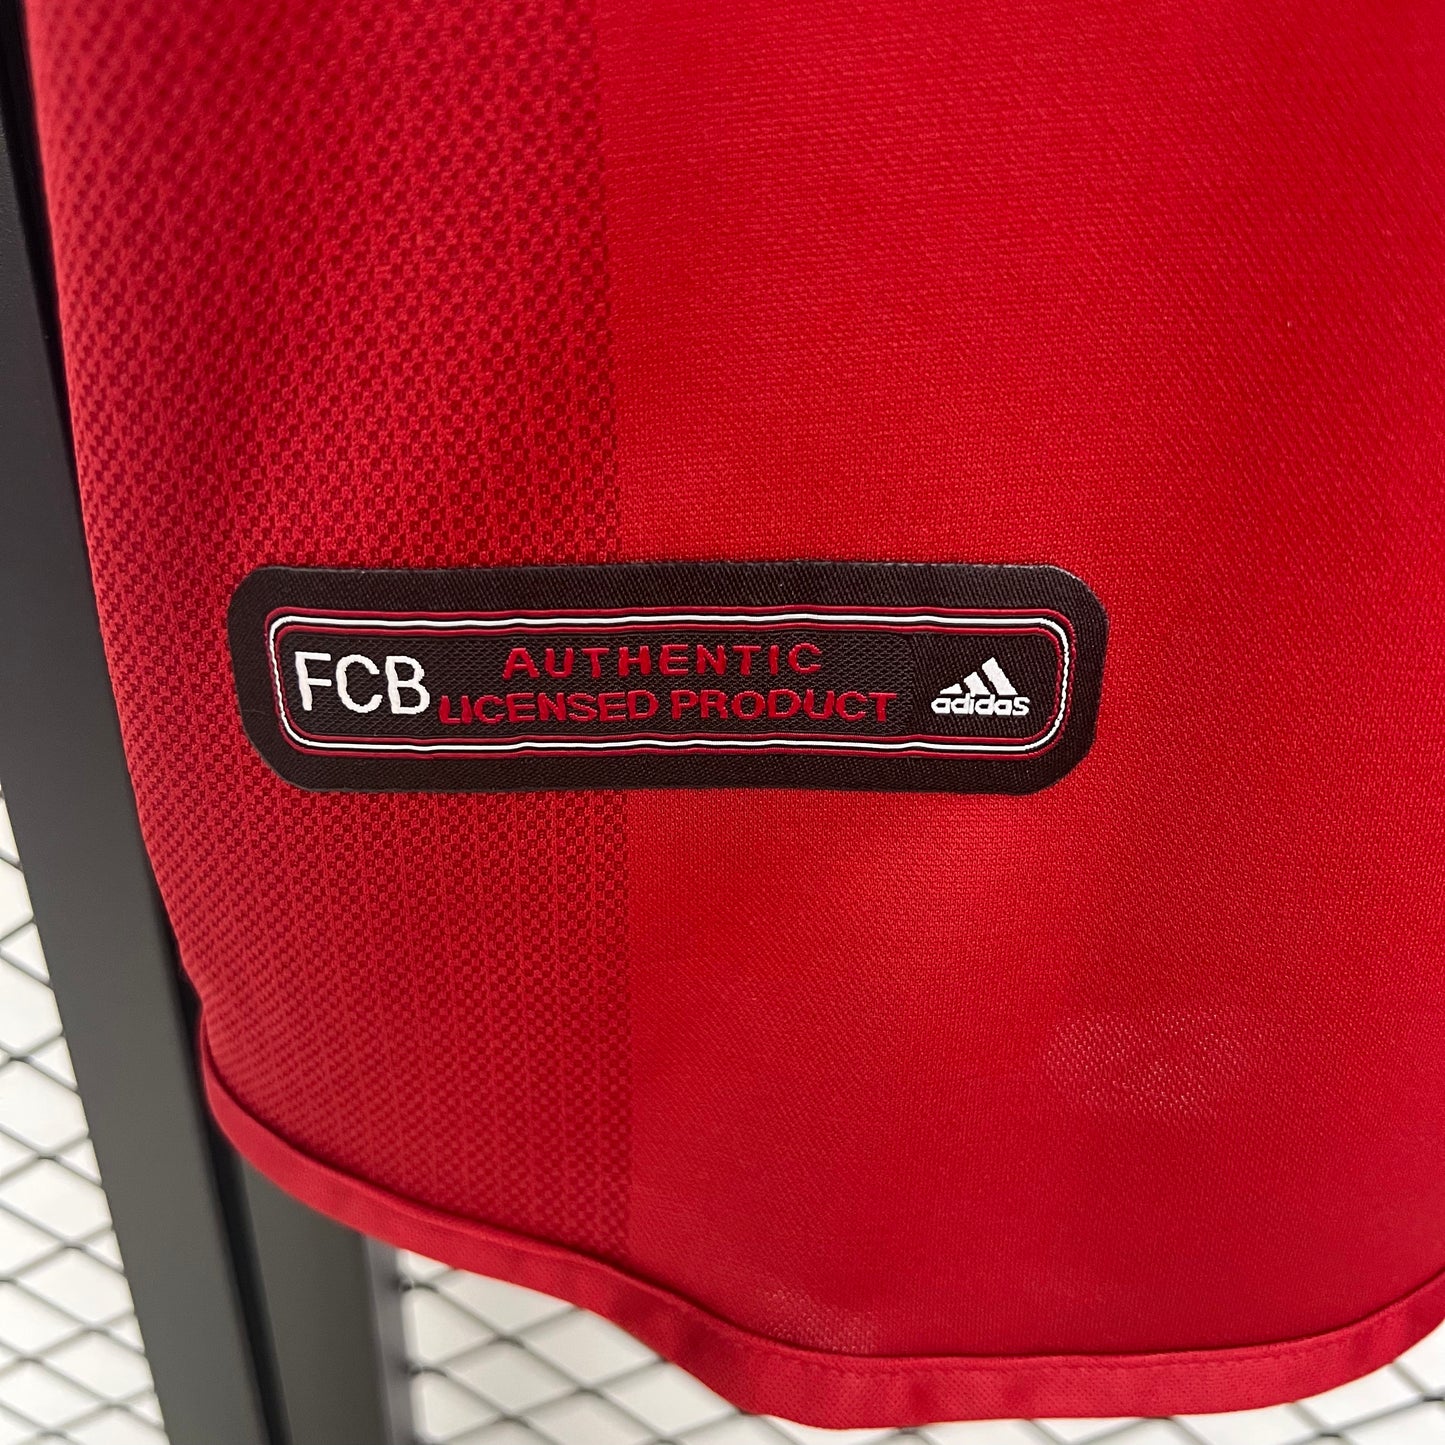 FCB
AUTHENTIC
LICENSED PRODUCT
adidas